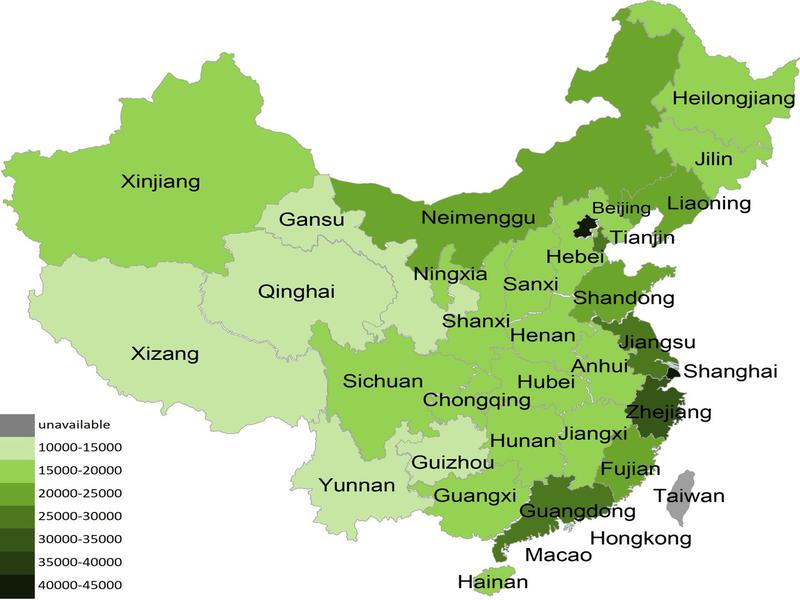 Heilongjiang
Jilin
Xinjiang
Liaoning
Beijing
Gansu
Neimenggu
Tianjin
Hebei
Ningxia
Sanxi
Qinghai
Shandong
Shanxi
Henan
Jiangsu
Xizang
Anhui
Shanghai
Sichuan
Hubei
Chongqing
Zhejiang
Hunan
Jiangxi
Guizhou
Fujian
Yunnan
Guangxi
Taiwan
Guangdong
Hongkong
Macao
Hainan
unavailable
10000-15000
15000-20000
20000-25000
25000-30000
30000-35000
35000-40000
40000-45000